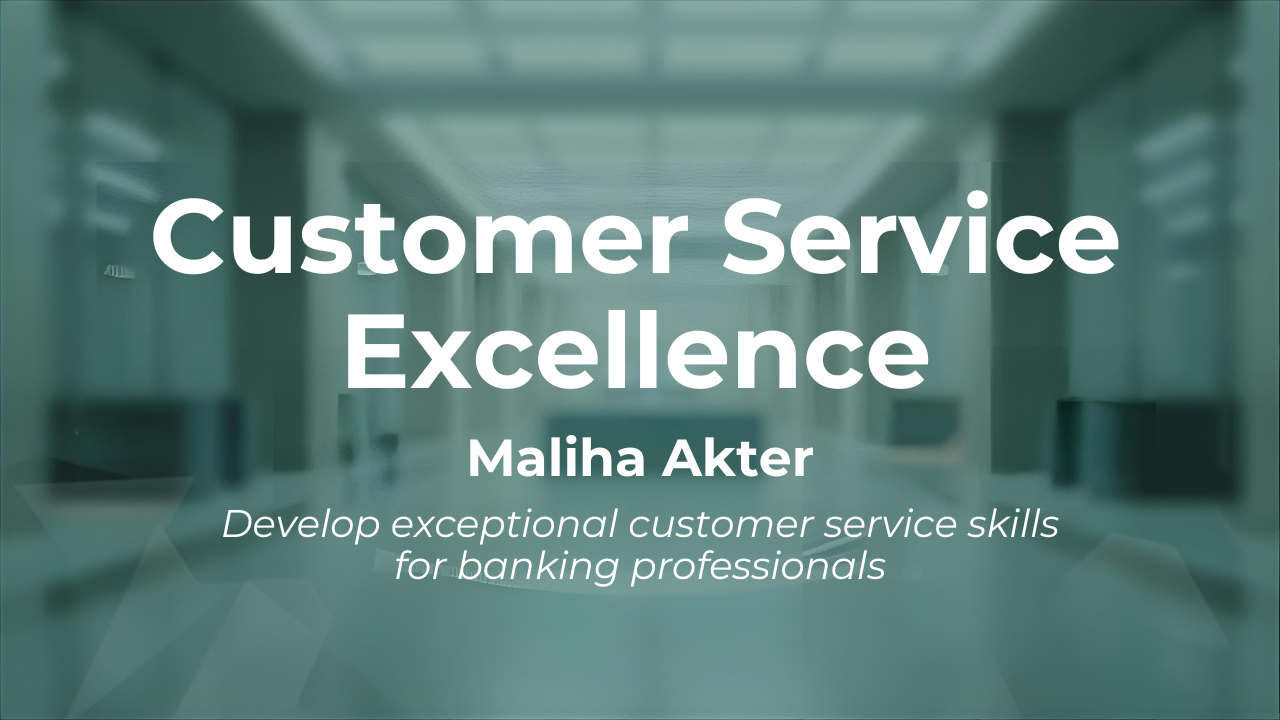 Customer Service
Excellence
Maliha Akter
Develop exceptional customer service skills
for banking professionals